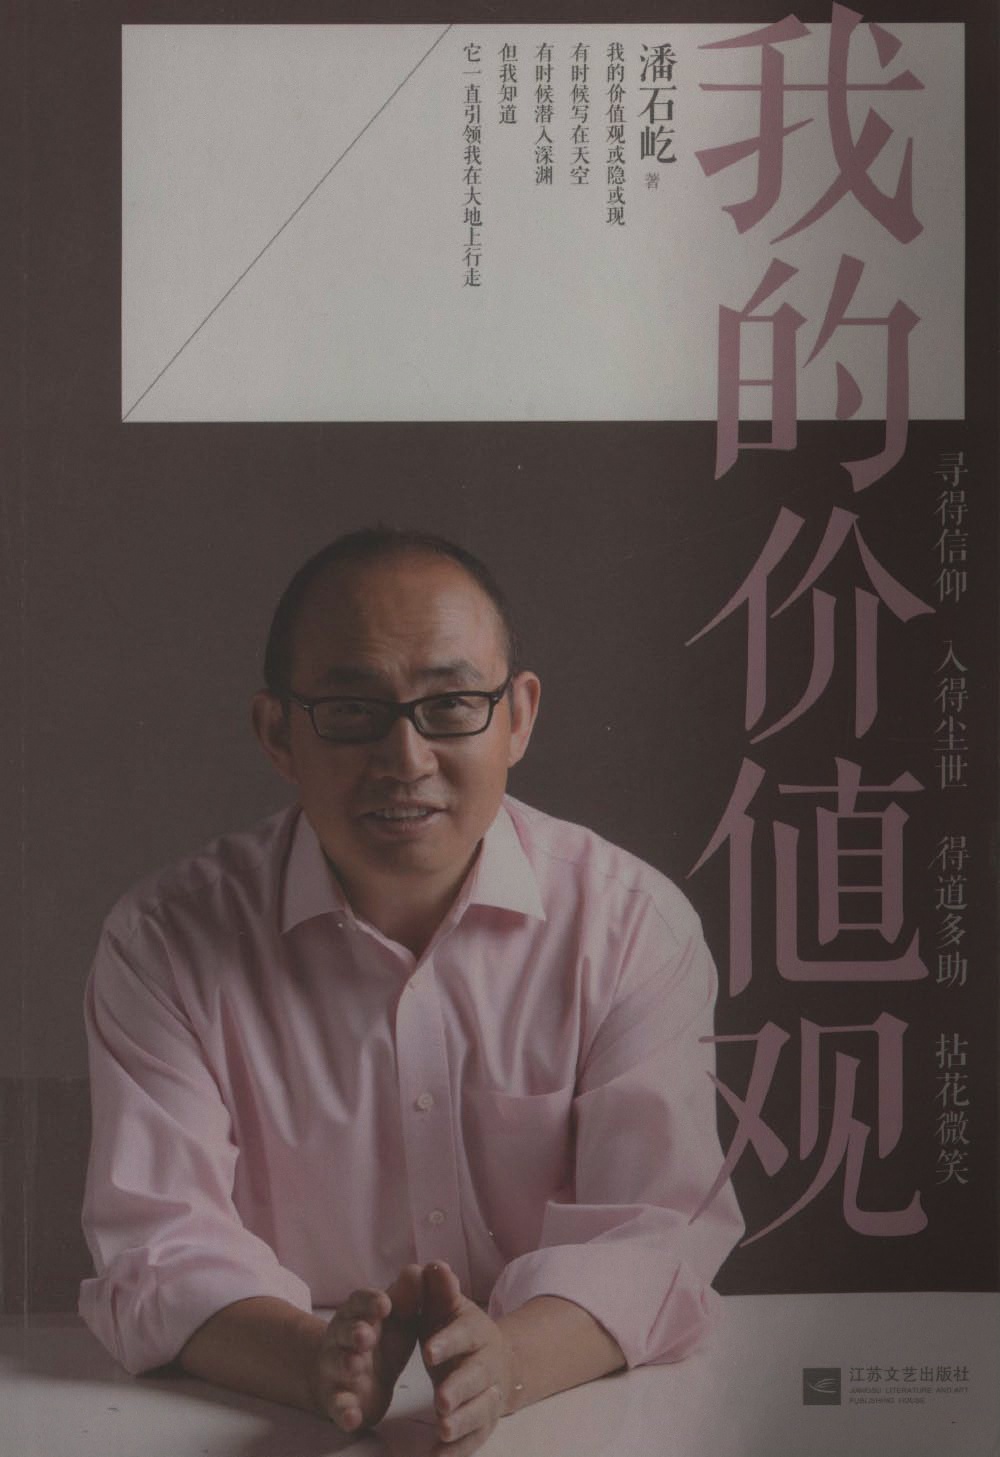 我的价值观
潘石屹 著
我的价值观或隐或现
有时候写在天空
有时候潜入深渊
但我知道
它一直引领我在大地上行走
寻得信仰 入得尘世 得道多助 拈花微笑
江苏文艺出版社
JIANGSU LITERATURE AND ART
PUBLISHING HOUSE